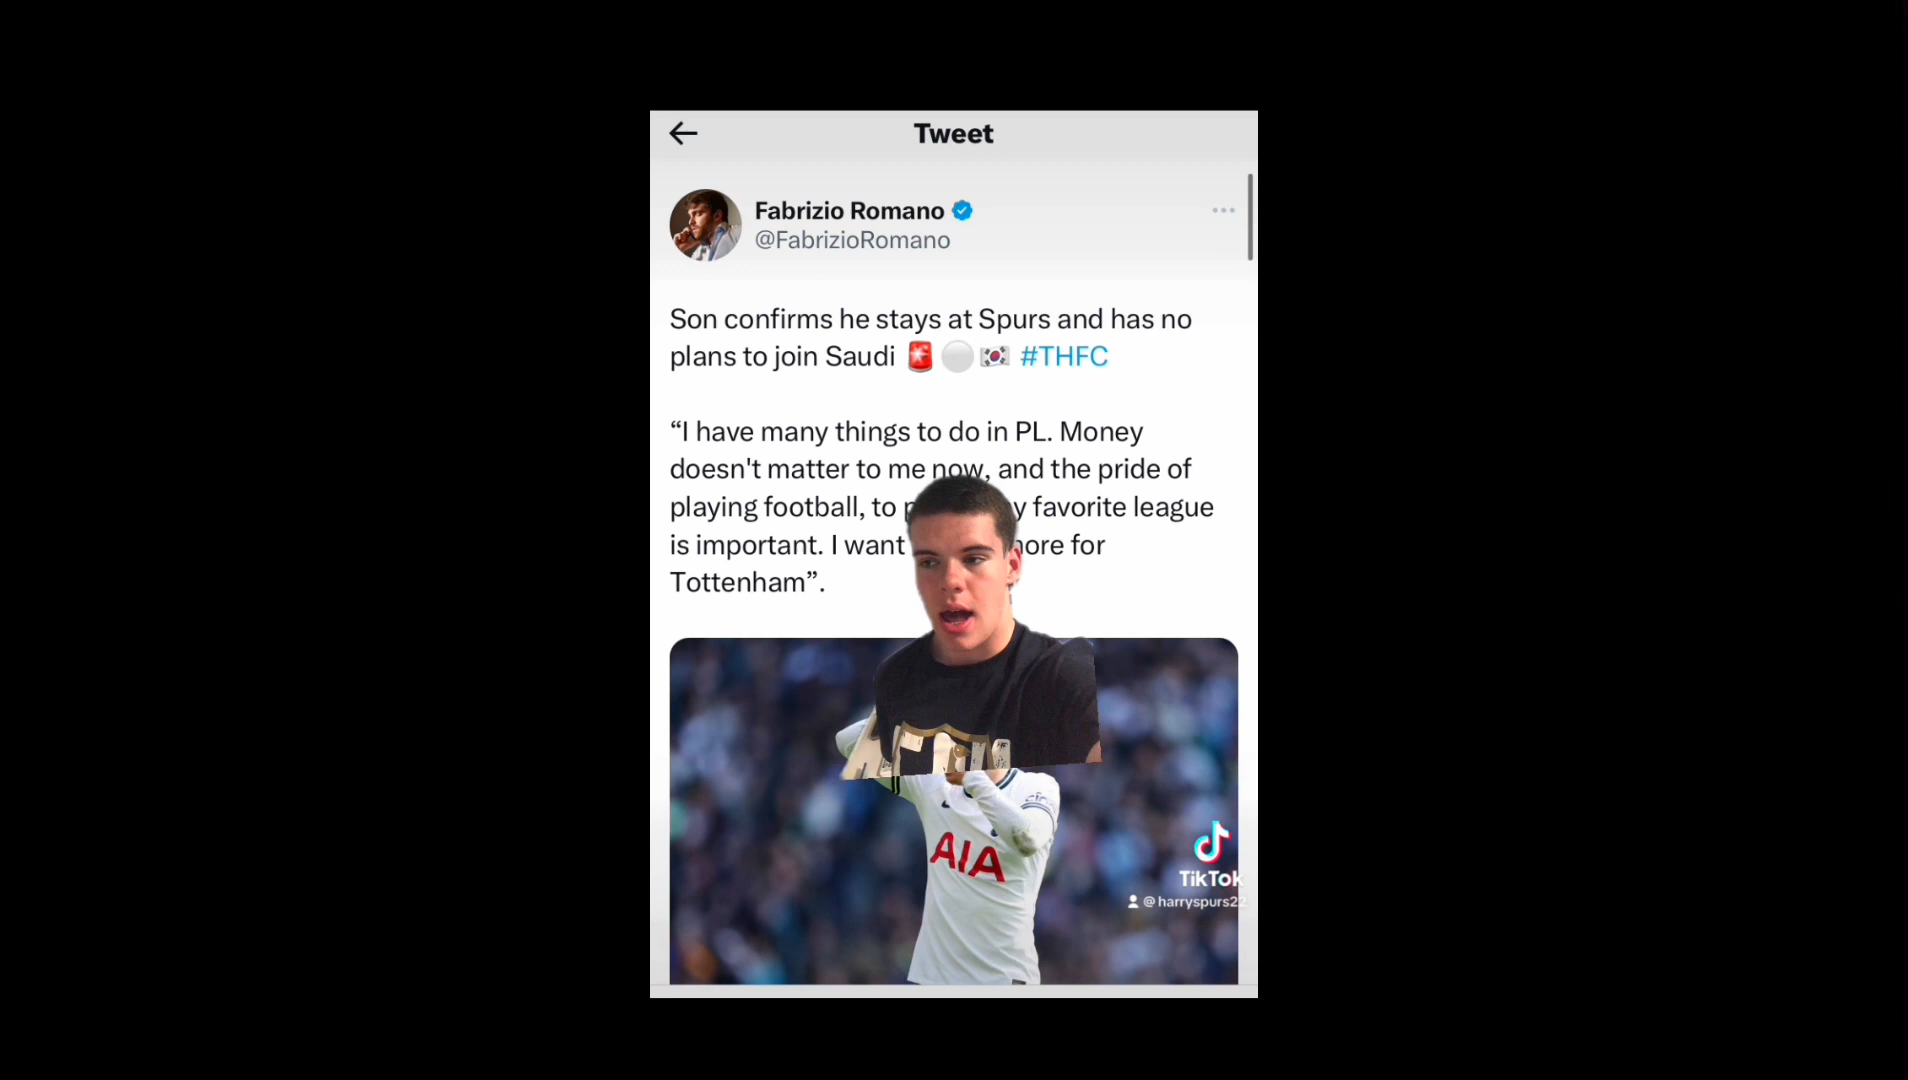 Tweet
Fabrizio Romano
@FabrizioRomano
Son confirms he stays at Spurs and has no
plans to join Saudi 🚨⚪🇰🇷 #THFC
“I have many things to do in PL. Money
doesn't matter to me now, and the pride of
playing football, to favorite league
is important. I want for
Tottenham”.
AIA
TikTok
@harryspurs22